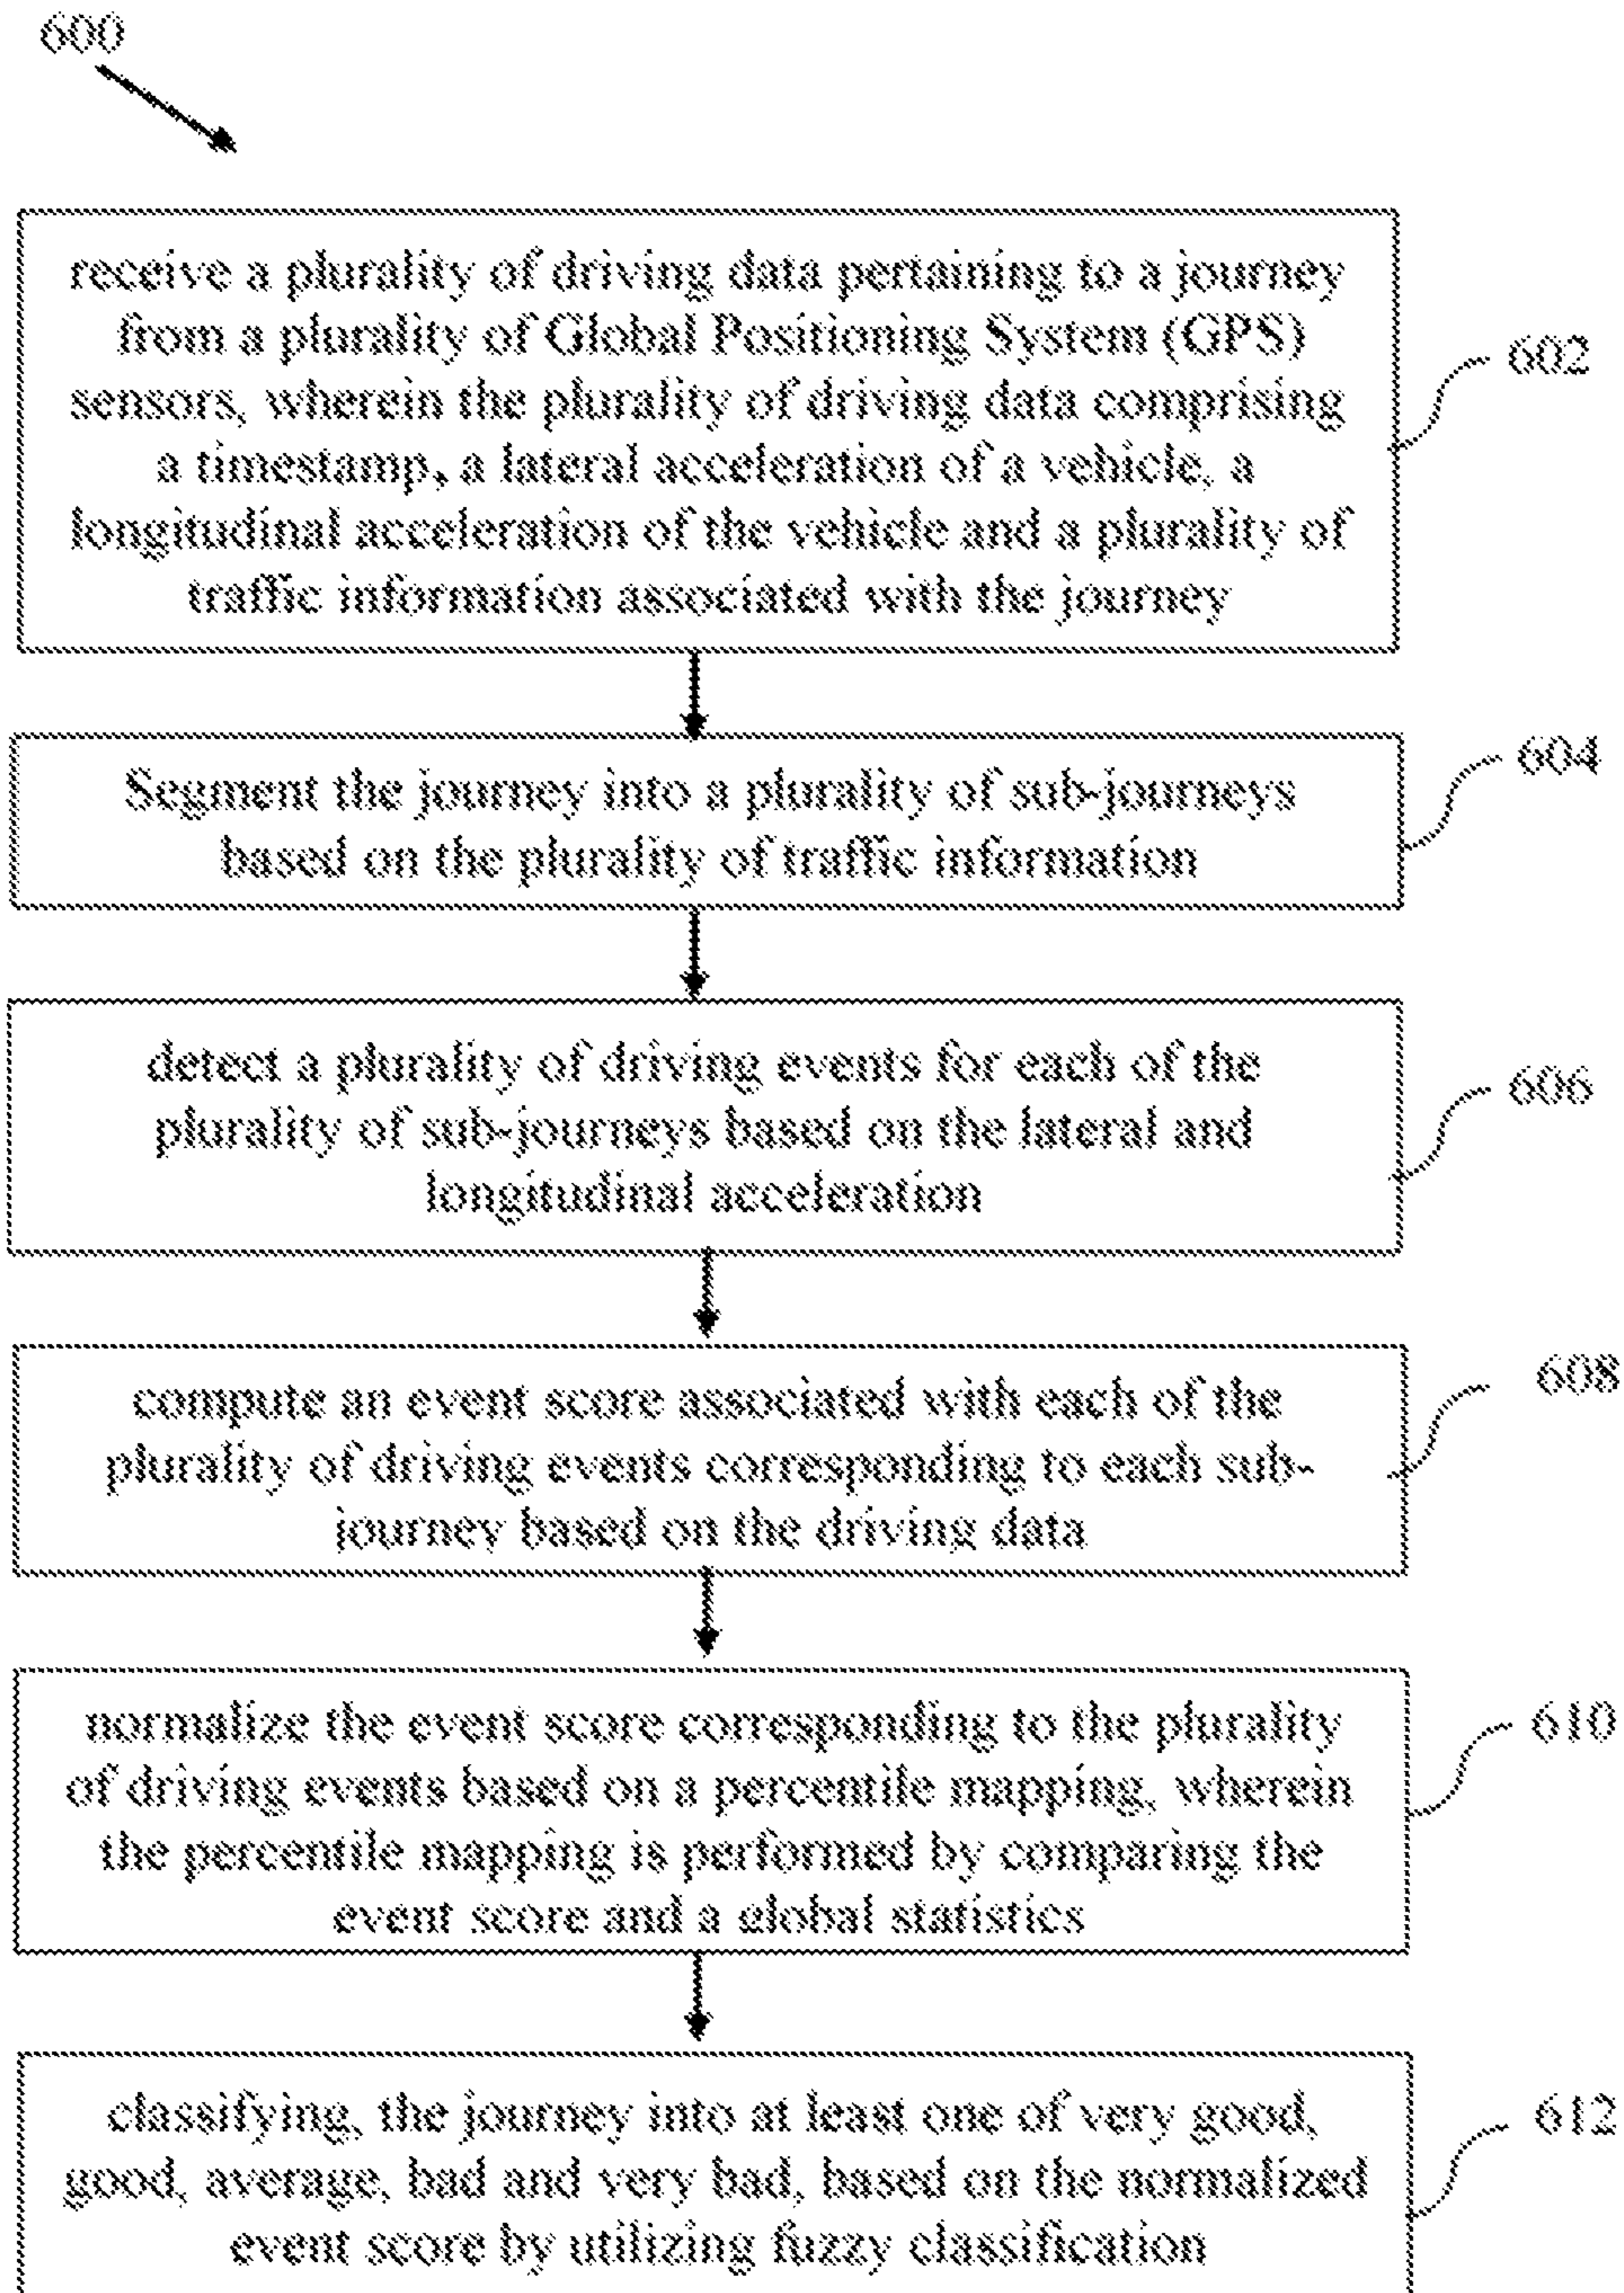 600
receive a plurality of driving data pertaining to a journey
from a plurality of Global Positioning System (GPS)
sensors, wherein the plurality of driving data comprising
a timestamp, a lateral acceleration of a vehicle, a
longitudinal acceleration of the vehicle and a plurality of
traffic information associated with the journey
602
Segment the journey into a plurality of sub-journeys
based on the plurality of traffic information
604
detect a plurality of driving events for each of the
plurality of sub-journeys based on the lateral and
longitudinal acceleration
606
compute an event score associated with each of the
plurality of driving events corresponding to each sub-
journey based on the driving data
608
normalize the event score corresponding to the plurality
of driving events based on a percentile mapping, wherein
the percentile mapping is performed by comparing the
event score and a global statistics
610
classifying, the journey into at least one of very good,
good, average, bad and very bad, based on the normalized
event score by utilizing fuzzy classification
612